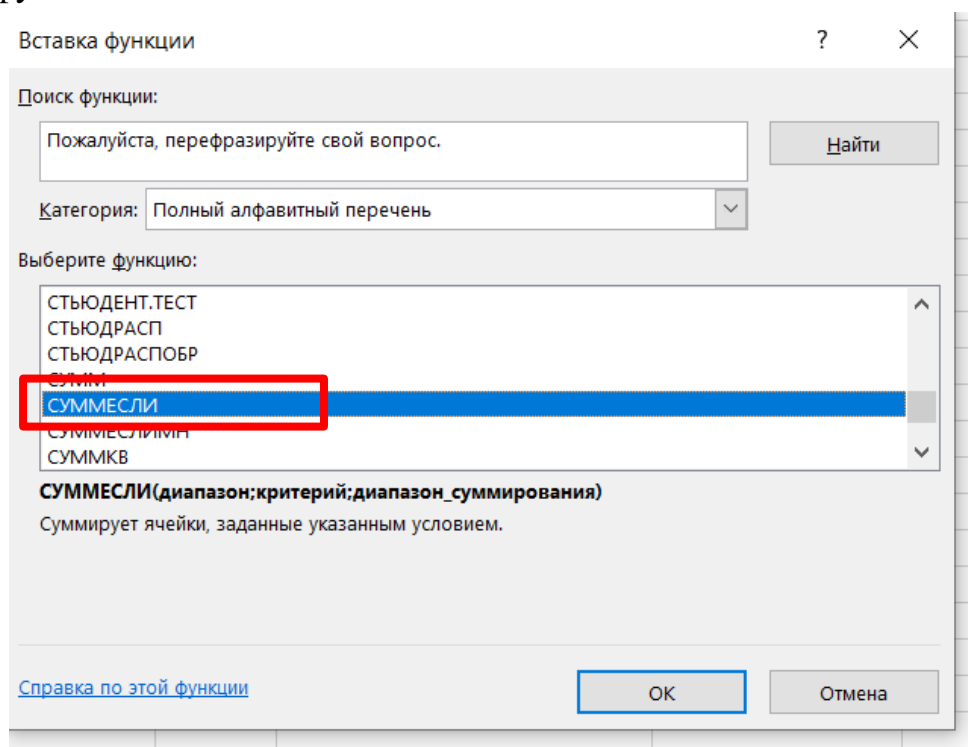 Вставка функции ?
Поиск функции:
Пожалуйста, перефразируйте свой вопрос.
Найти
Категория: Полный алфавитный перечень
Выберите функцию:
СТЬЮДЕНТ.ТЕСТ
СТЬЮДРАСП
СТЬЮДРАСПОБР
СУММ
СУММЕСЛИ
СУММЕСЛИМН
СУММКВ
СУММЕСЛИ(диапазон;критерий;диапазон_суммирования)
Суммирует ячейки, заданные указанным условием.
Справка по этой функции
ОК
Отмена